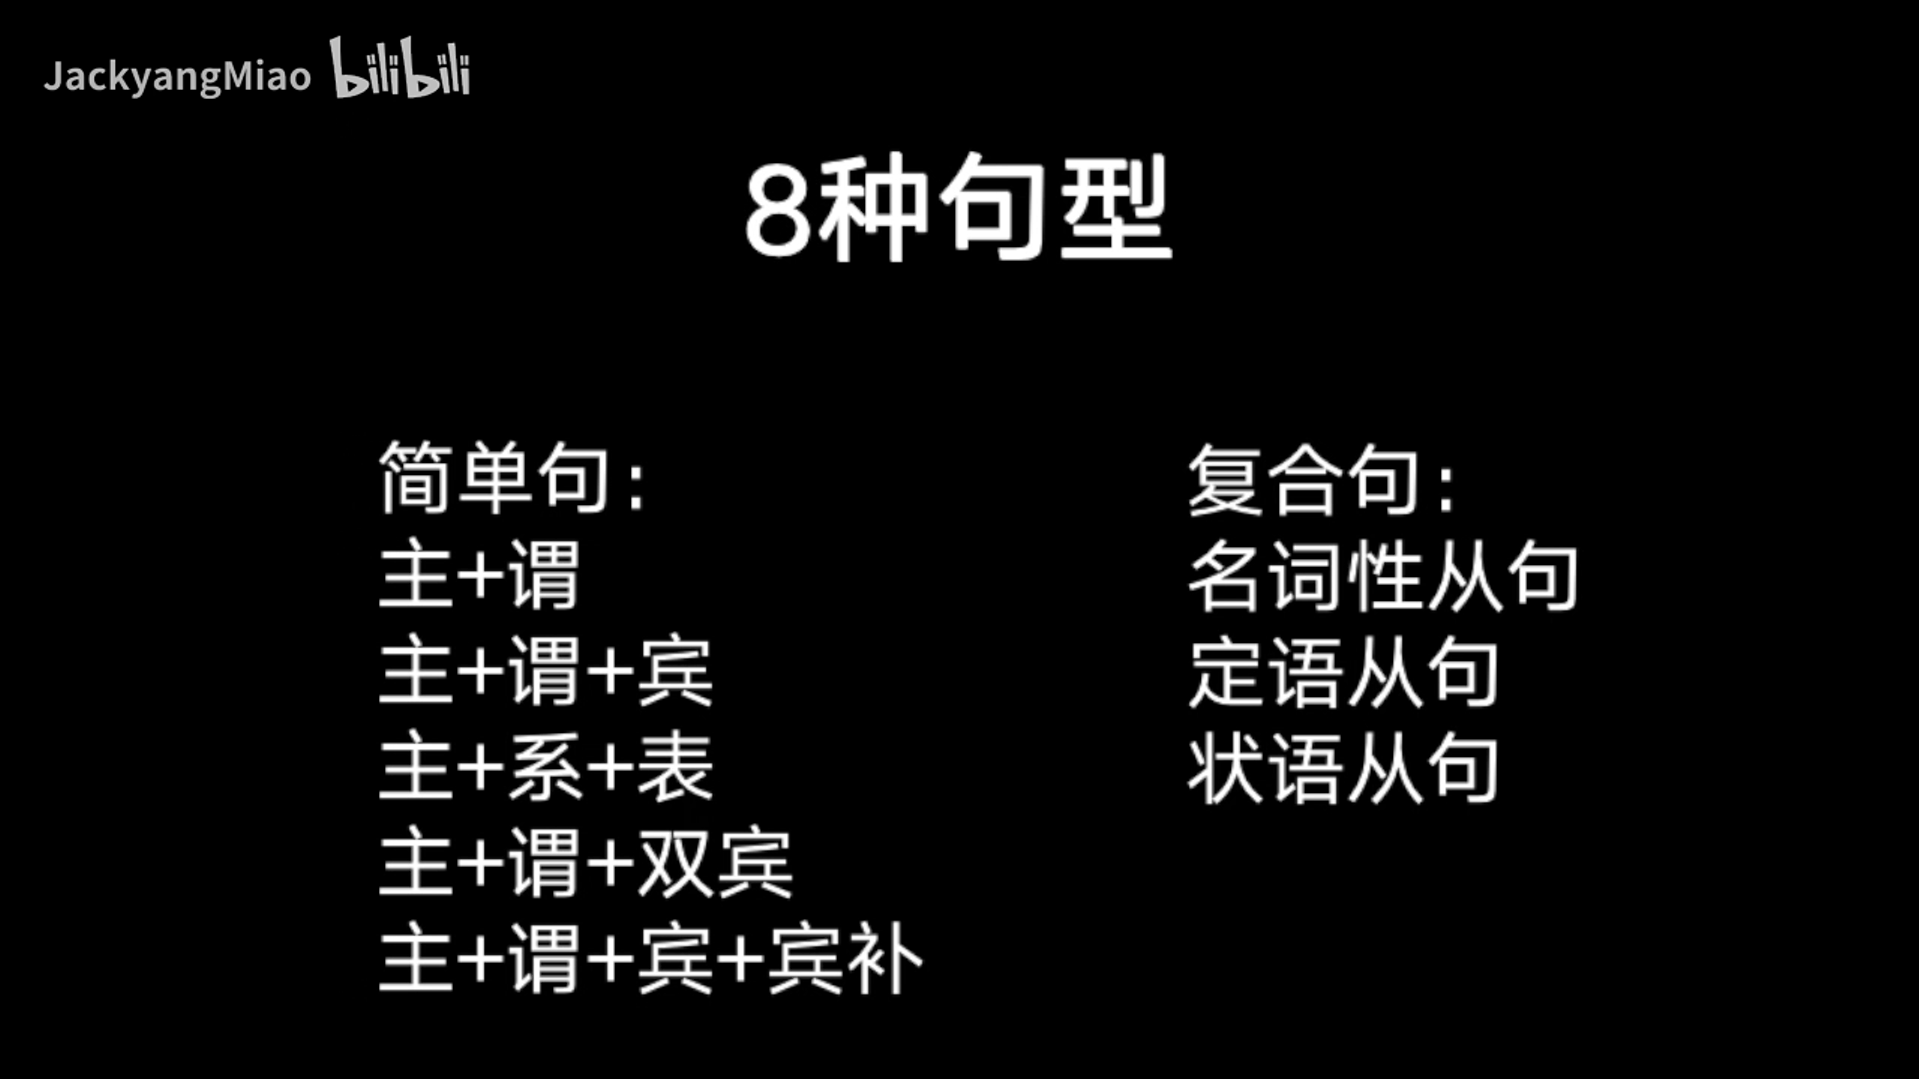 JackyangMiao bilibili
8种句型
简单句:
主+谓
主+谓+宾
主+系+表
主+谓+双宾
主+谓+宾+宾补
复合句:
名词性从句
定语从句
状语从句